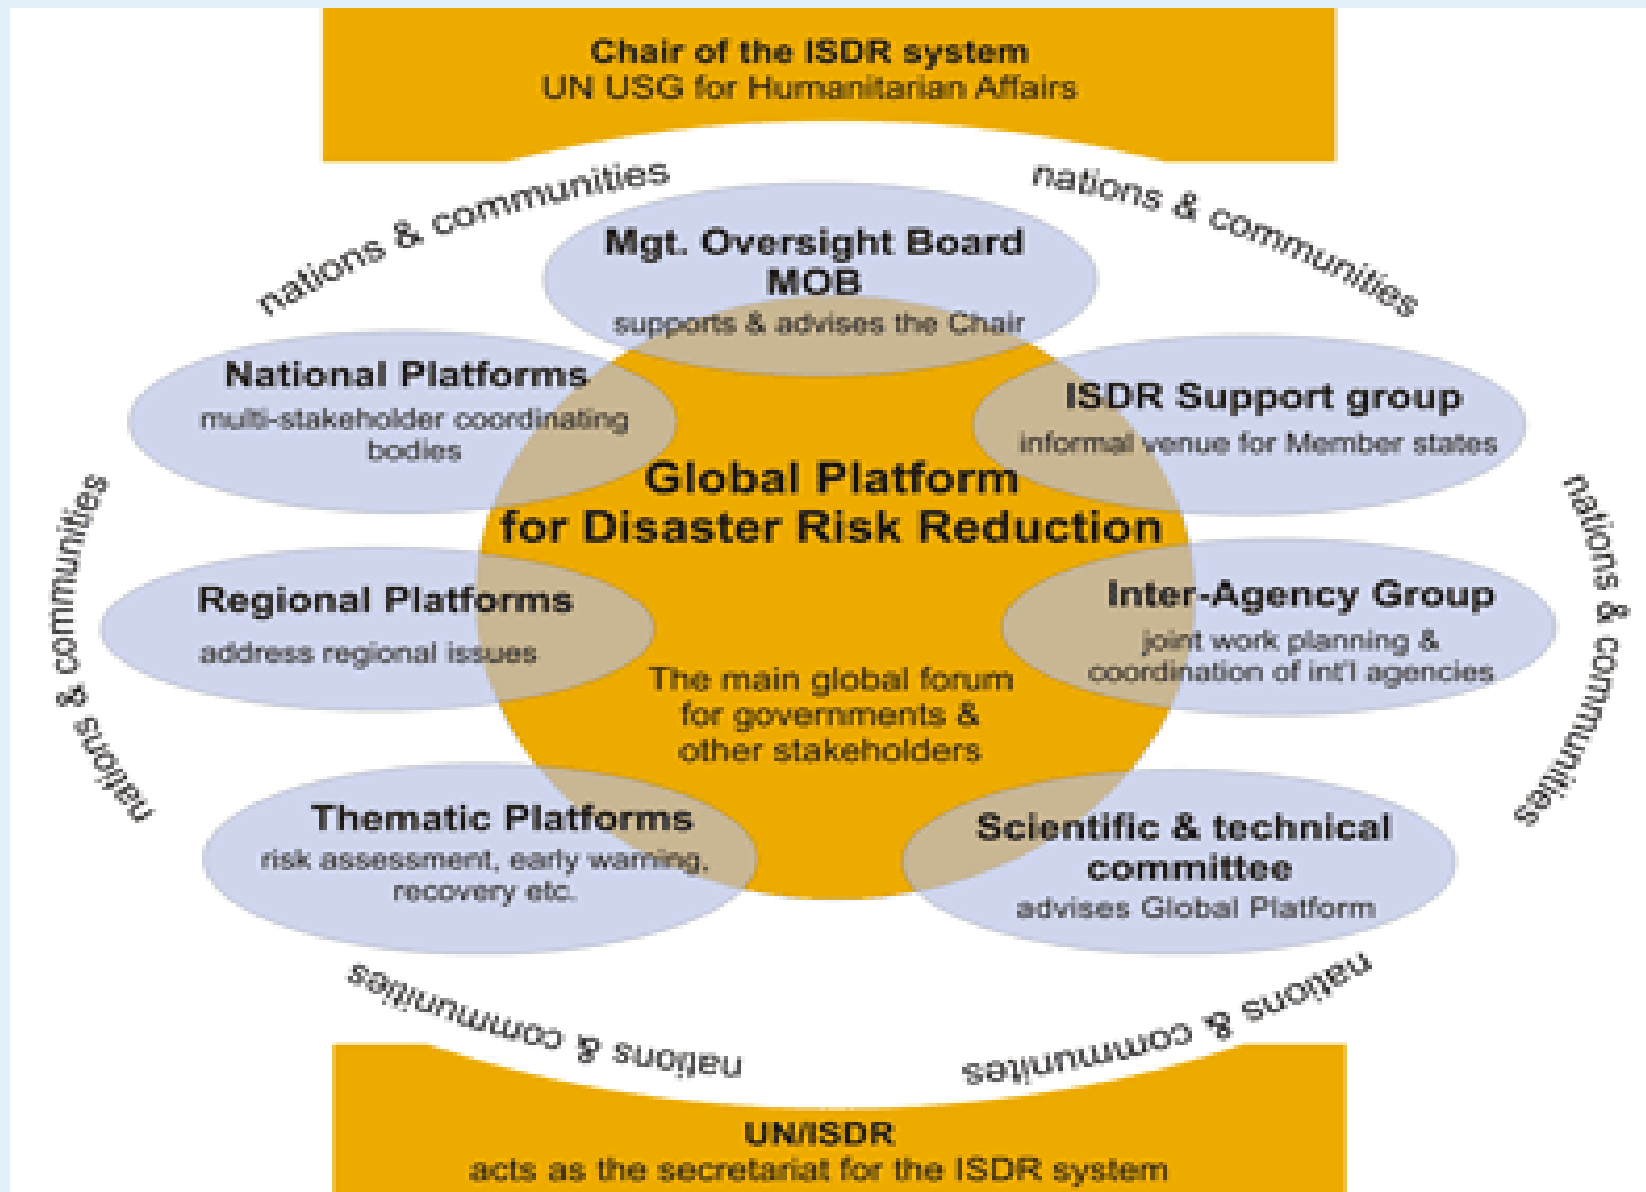 Chair of the ISDR system
UN USG for Humanitarian Affairs
nations & communities
nations & communities
Mgt. Oversight Board
MOB
supports & advises the Chair
National Platforms
multi-stakeholder coordinating
bodies
ISDR Support group
informal venue for Member states
Global Platform
for Disaster Risk Reduction
nations & communities
nations & communities
Regional Platforms
address regional issues
Inter-Agency Group
joint work planning &
coordination of int'l agencies
The main global forum
for governments &
other stakeholders
Thematic Platforms
risk assessment, early warning,
recovery etc.
Scientific & technical
committee
advises Global Platform
nations & communities
nations & communites
UN/ISDR
acts as the secretariat for the ISDR system